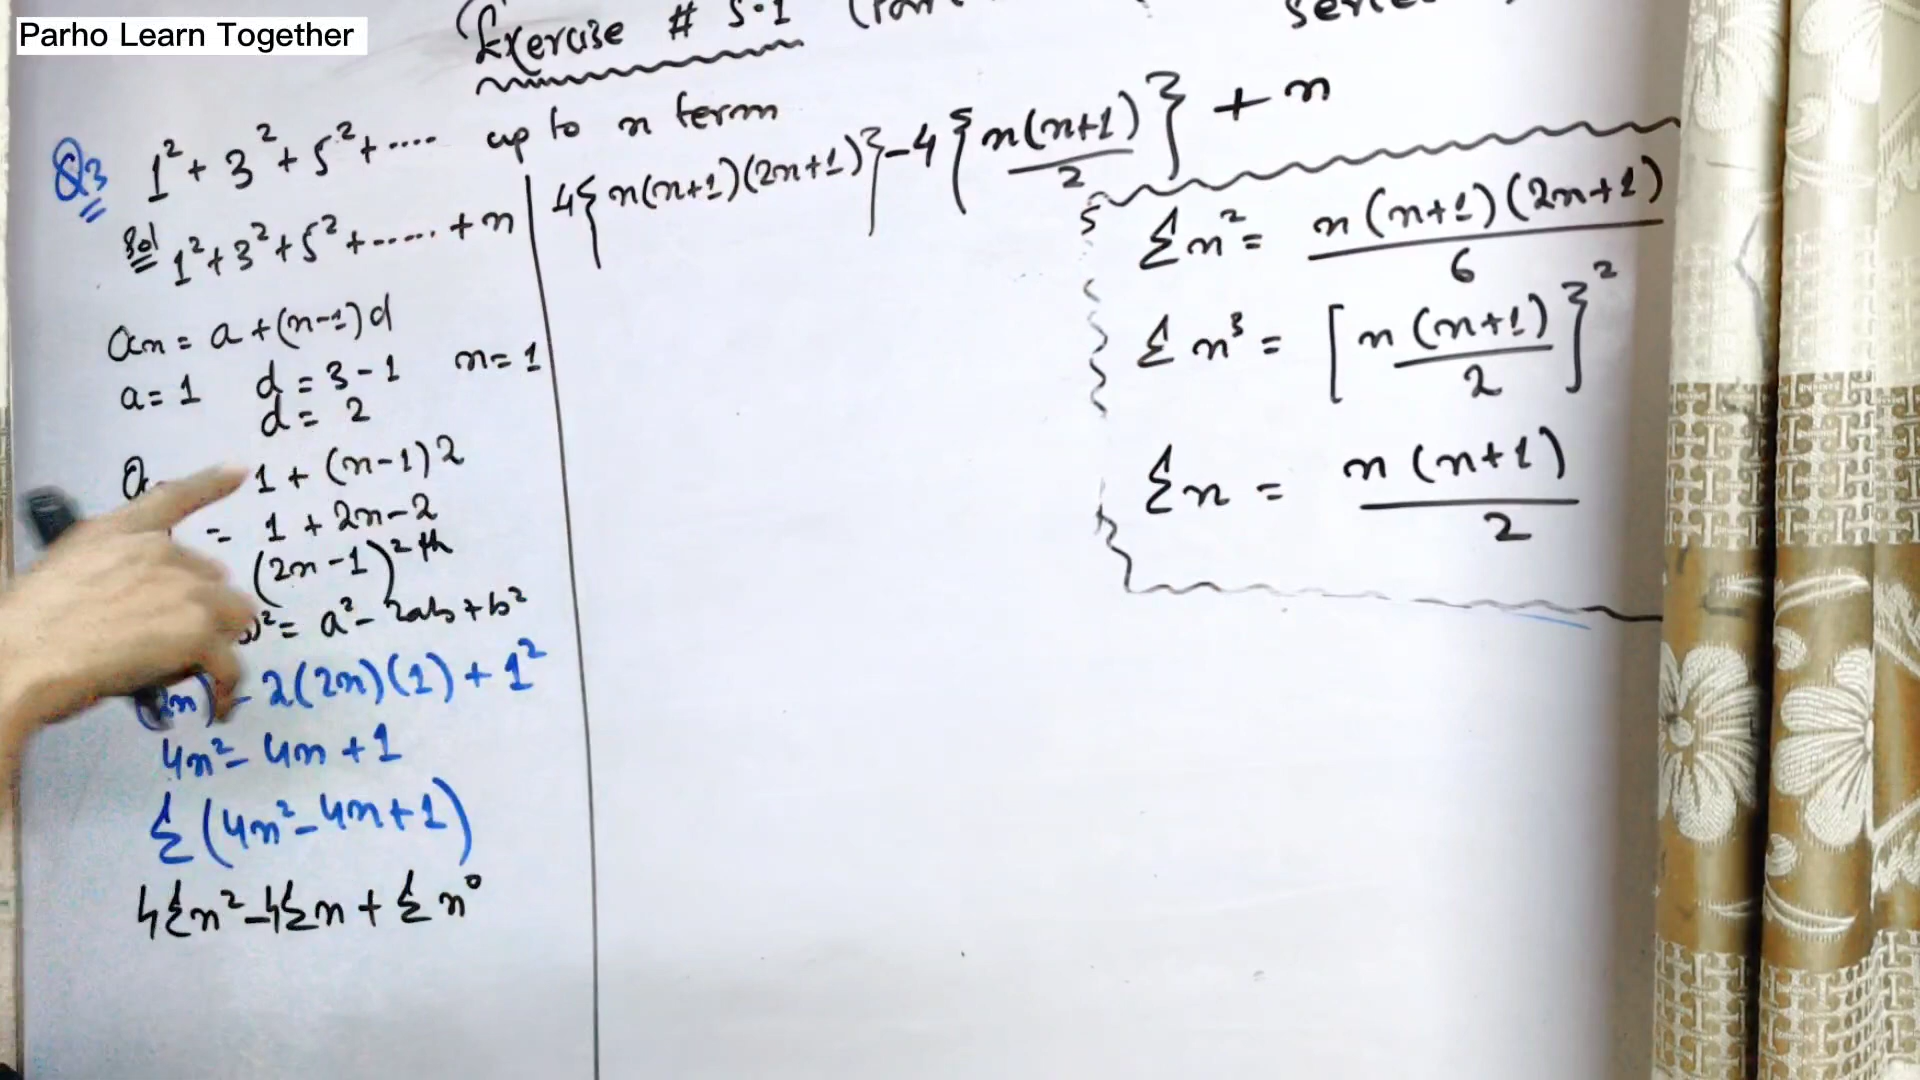 Parho Learn Together
Exercise # 5.1
Q3 1² + 3² + 5² + .... up to n term
Sol 1² + 3² + 5² + ..... + n
an = a + (n-1)d
a = 1 d = 3 - 1 n = 1
d = 2
1 + (n-1)2
= 1 + 2n - 2
(2n-1)² th
)² = a² - 2ab + b²
(2n) - 2(2n)(1) + 1²
4n² - 4n + 1
Σ(4n² - 4n + 1)
4Σn² - 4Σn + Σn⁰
4{n(n+1)(2n+1)} - 4{n(n+1)/2} + n
Σn² = n(n+1)(2n+1)/6
Σn³ = [n(n+1)/2}²
Σn = n(n+1)/2